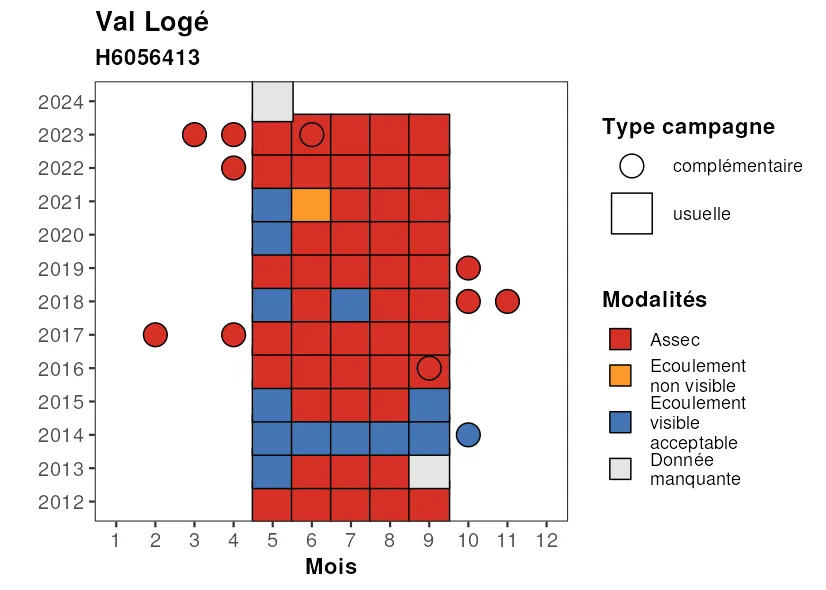 Val Logé
H6056413
2024
2023
2022
2021
2020
2019
2018
2017
2016
2015
2014
2013
2012
1 2 3 4 5 6 7 8 9 10 11 12
Mois
Type campagne
complémentaire
usuelle
Modalités
Assec
Ecoulement
non visible
Ecoulement
visible
acceptable
Donnée
manquante